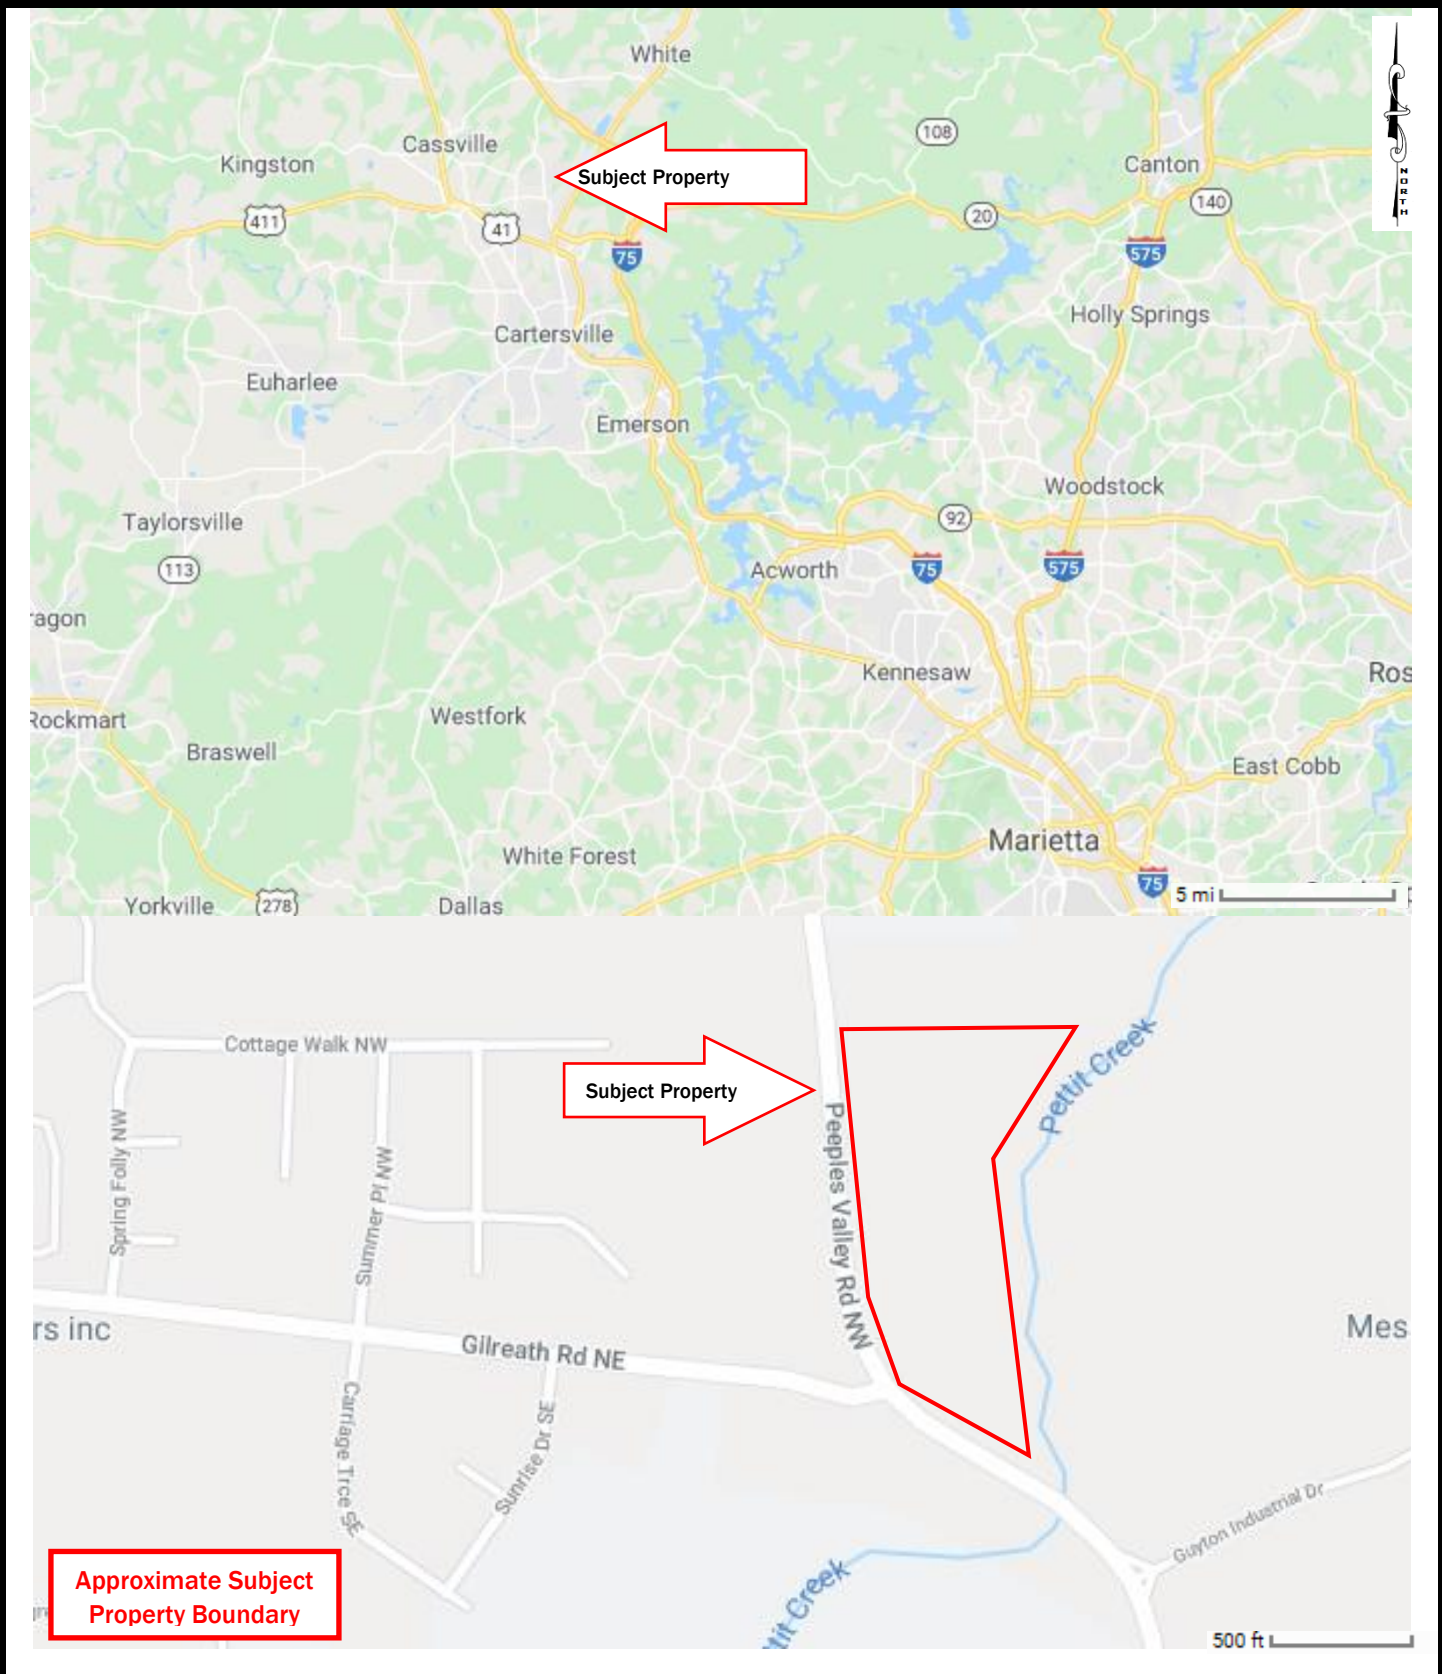 White
NORTH
108
Cassville
Kingston
Canton
Subject Property
140
411
20
41
75
575
Holly Springs
Cartersville
Euharlee
Emerson
Woodstock
92
Taylorsville
113
Acworth
75
575
ragon
Kennesaw
Ros
Westfork
Rockmart
Braswell
East Cobb
Marietta
White Forest
75
5 mi
Yorkville
278
Dallas
Pettit Creek
Cottage Walk NW
Subject Property
Peeples Valley Rd NW
Spring Folly NW
Summer Pl NW
rs inc
Mes
Gilreath Rd NE
Carriage Trce SE
Sunrise Dr SE
Guyton Industrial Dr
Approximate Subject
Property Boundary
ttit Creek
500 ft